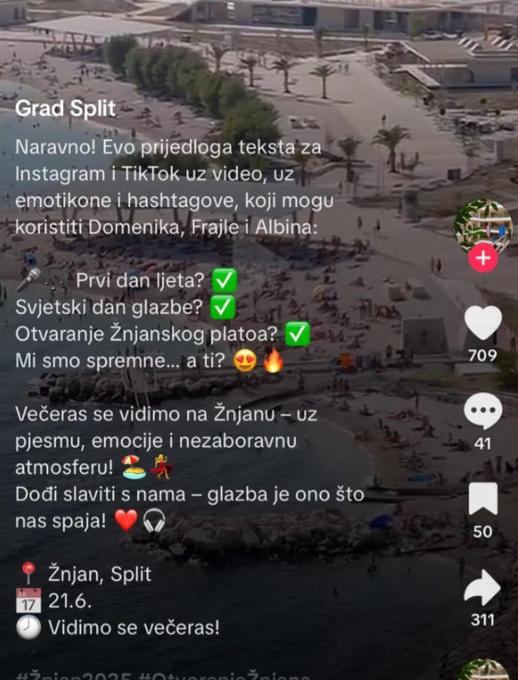 Grad Split
Naravno! Evo prijedloga teksta za
Instagram i TikTok uz video, uz
emotikone i hashtagove, koji mogu
koristiti Domenika, Frajle i Albina:
🎤🎶 Prvi dan ljeta? ✅
Svjetski dan glazbe? ✅
Otvaranje Žnjanskog platoa? ✅
Mi smo spremne... a ti? 😍🔥
Večeras se vidimo na Žnjanu – uz
pjesmu, emocije i nezaboravnu
atmosferu! 🏖️💃
Dođi slaviti s nama – glazba je ono što
nas spaja! ❤️🎧
📍 Žnjan, Split
📅 21.6.
🕗 Vidimo se večeras!
#Žnjan2025 #OtvaranjeŽnjana
709
41
50
311